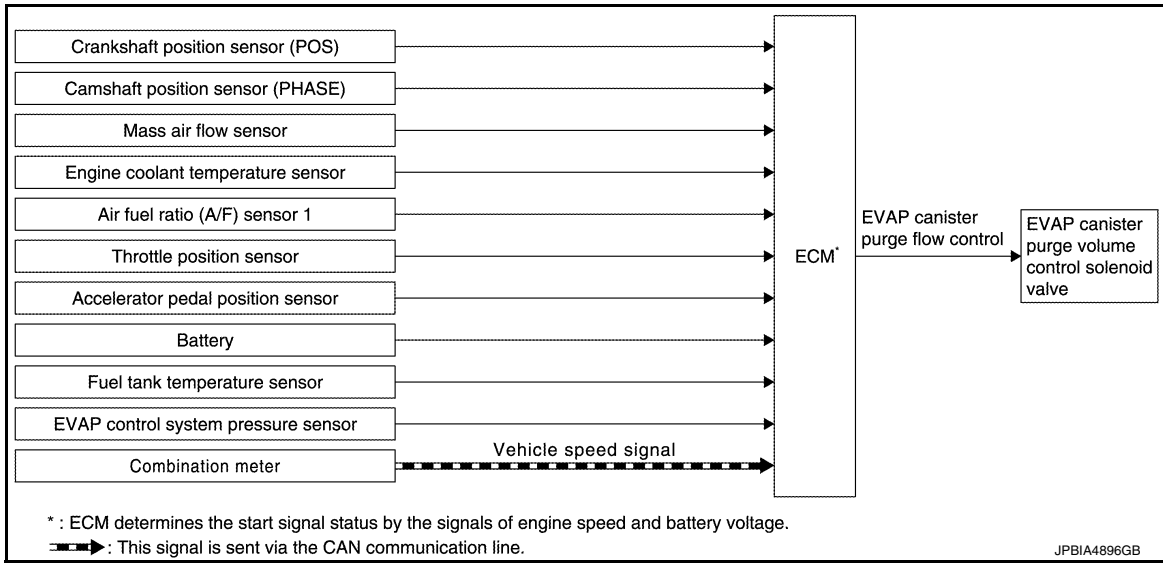 Crankshaft position sensor (POS)
Camshaft position sensor (PHASE)
Mass air flow sensor
Engine coolant temperature sensor
Air fuel ratio (A/F) sensor 1
Throttle position sensor
Accelerator pedal position sensor
Battery
Fuel tank temperature sensor
EVAP control system pressure sensor
Combination meter
Vehicle speed signal
ECM*
EVAP canister
purge flow control
EVAP canister
purge volume
control solenoid
valve
* : ECM determines the start signal status by the signals of engine speed and battery voltage.
: This signal is sent via the CAN communication line.
JPBIA4896GB